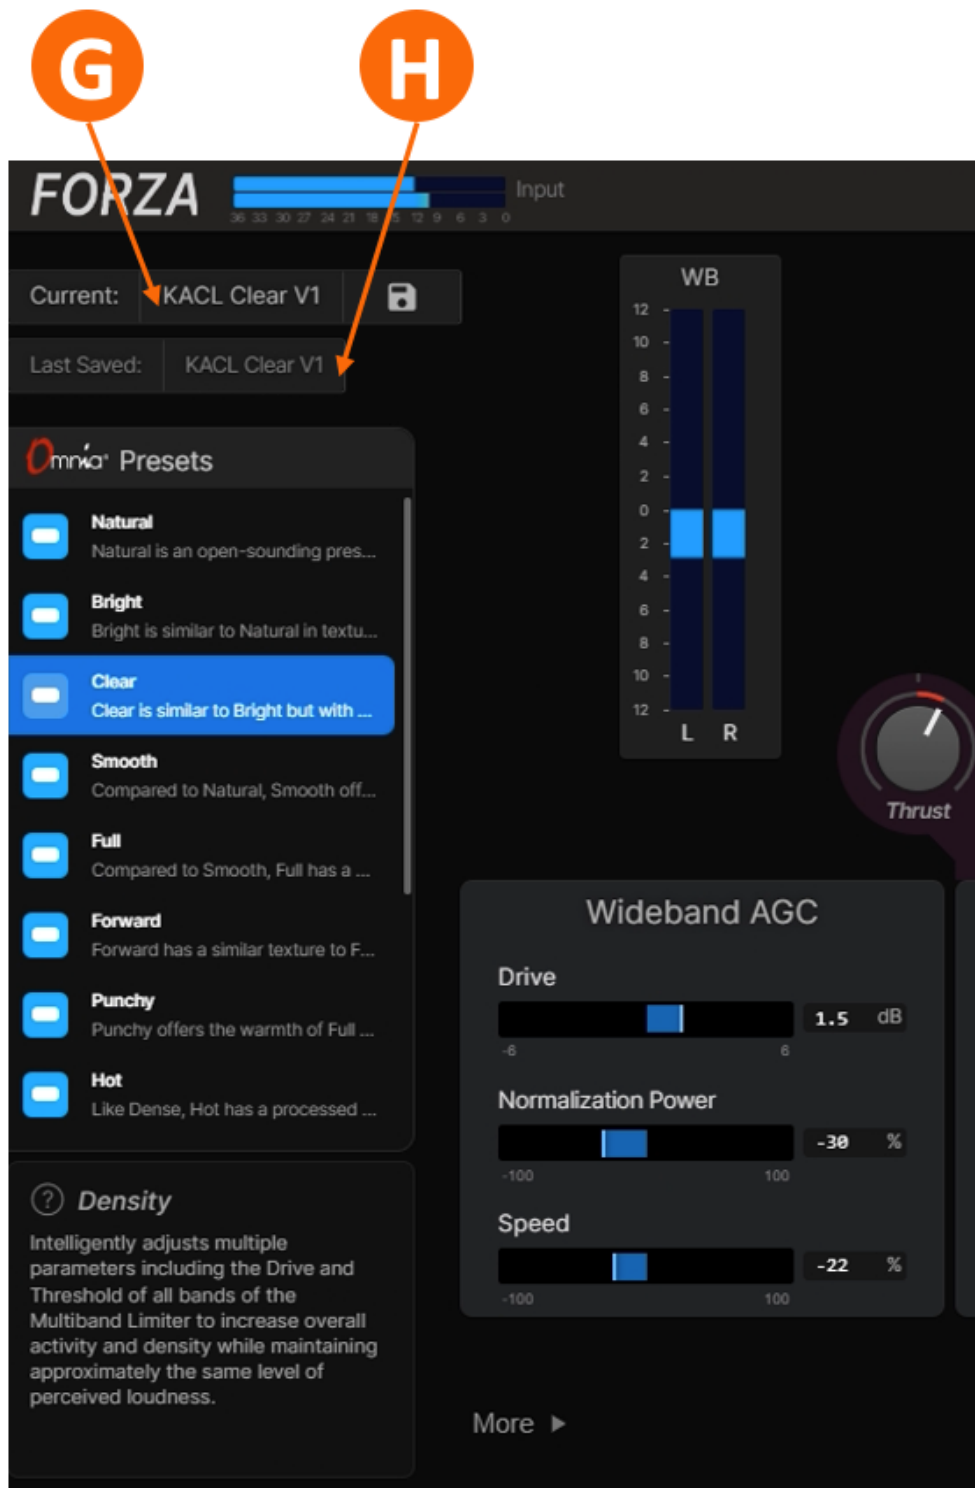 G H
FORZA
Input
36 33 30 27 24 21 18 15 12 9 6 3 0
Current: KACL Clear V1
Last Saved: KACL Clear V1
Omnia Presets
Natural
Natural is an open-sounding pres...
Bright
Bright is similar to Natural in textu...
Clear
Clear is similar to Bright but with ...
Smooth
Compared to Natural, Smooth off...
Full
Compared to Smooth, Full has a ...
Forward
Forward has a similar texture to F...
Punchy
Punchy offers the warmth of Full ...
Hot
Like Dense, Hot has a processed ...
? Density
Intelligently adjusts multiple
parameters including the Drive and
Threshold of all bands of the
Multiband Limiter to increase overall
activity and density while maintaining
approximately the same level of
perceived loudness.
WB
12
10
8
6
4
2
0
2
4
6
8
10
12
L R
Thrust
Wideband AGC
Drive
1.5 dB
-6 6
Normalization Power
-30 %
-100 100
Speed
-22 %
-100 100
More